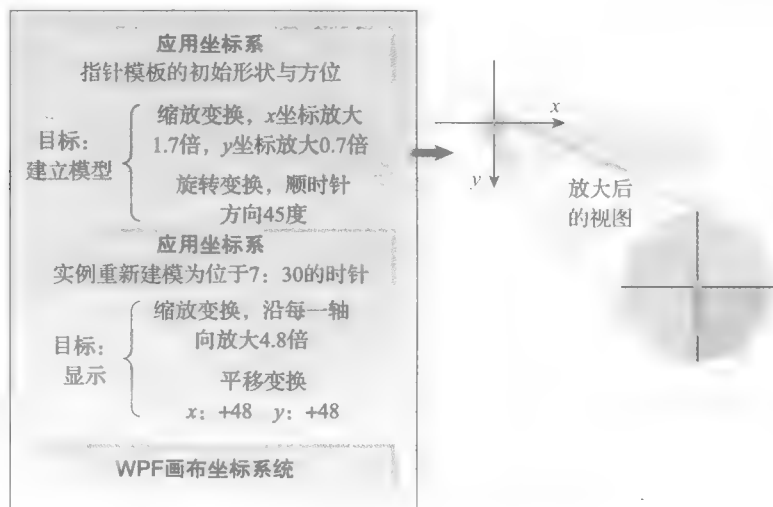 应用坐标系
指针模板的初始形状与方位
目标:
建立模型
缩放变换，x坐标放大
1.7倍，y坐标放大0.7倍
旋转变换，顺时针
方向45度
应用坐标系
实例重新建模为位于7：30的时针
目标:
显示
缩放变换，沿每一轴
向放大4.8倍
平移变换
x: +48 y: +48
WPF画布坐标系统
x
y
放大后
的视图